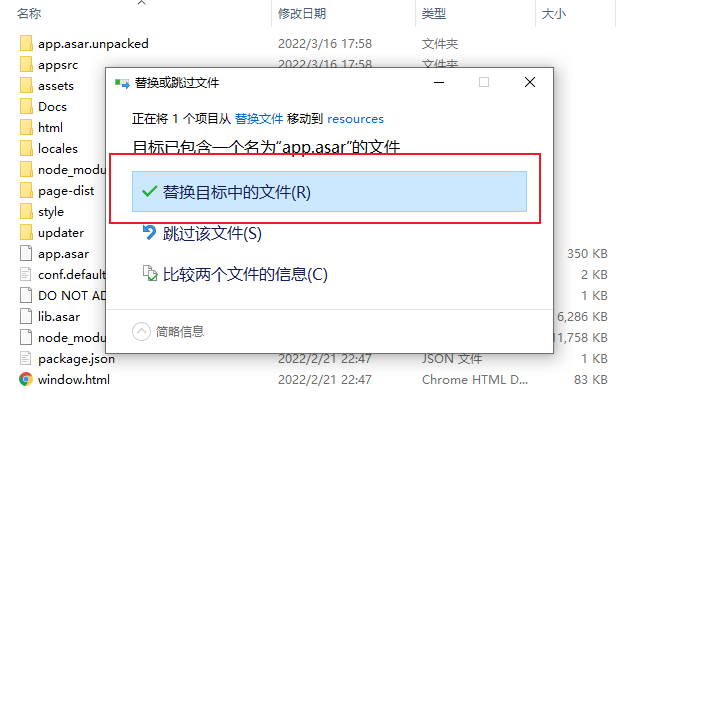 名称 修改日期 类型 大小
app.asar.unpacked 2022/3/16 17:58 文件夹
appsrc 2022/3/16 17:58 文件夹
assets
Docs
html
locales
node_modu
page-dist
style
updater
app.asar 350 KB
conf.default 2 KB
DO NOT AD 1 KB
lib.asar 6,286 KB
node_modu 11,758 KB
package.json 2022/2/21 22:47 JSON 文件 1 KB
window.html 2022/2/21 22:47 Chrome HTML D... 83 KB
替换或跳过文件
正在将 1 个项目从 替换文件 移动到 resources
目标已包含一个名为“app.asar”的文件
替换目标中的文件(R)
跳过该文件(S)
比较两个文件的信息(C)
简略信息